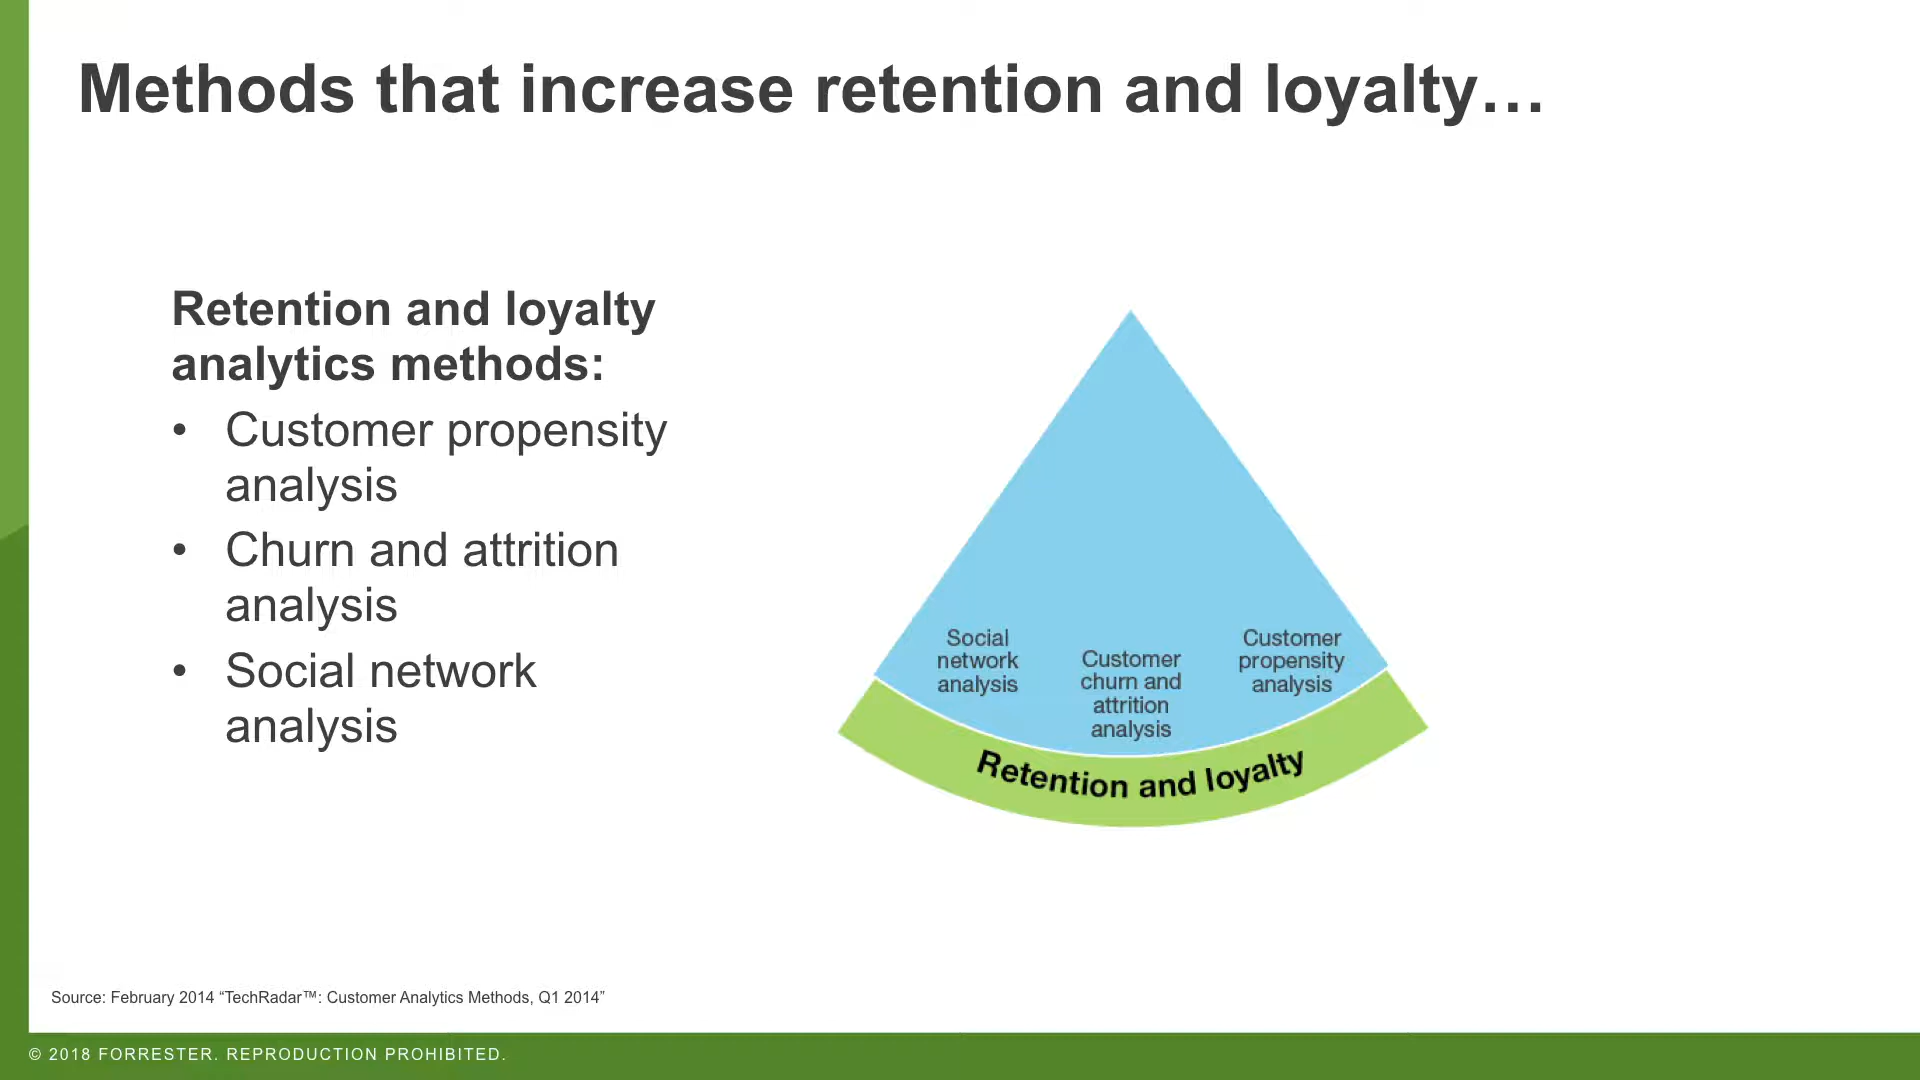 Methods that increase retention and loyalty…
Retention and loyalty
analytics methods:
• Customer propensity
analysis
• Churn and attrition
analysis
• Social network
analysis
Social
network
analysis
Customer
churn and
attrition
analysis
Customer
propensity
analysis
Retention and loyalty
Source: February 2014 “TechRadar™: Customer Analytics Methods, Q1 2014”
© 2018 FORRESTER. REPRODUCTION PROHIBITED.